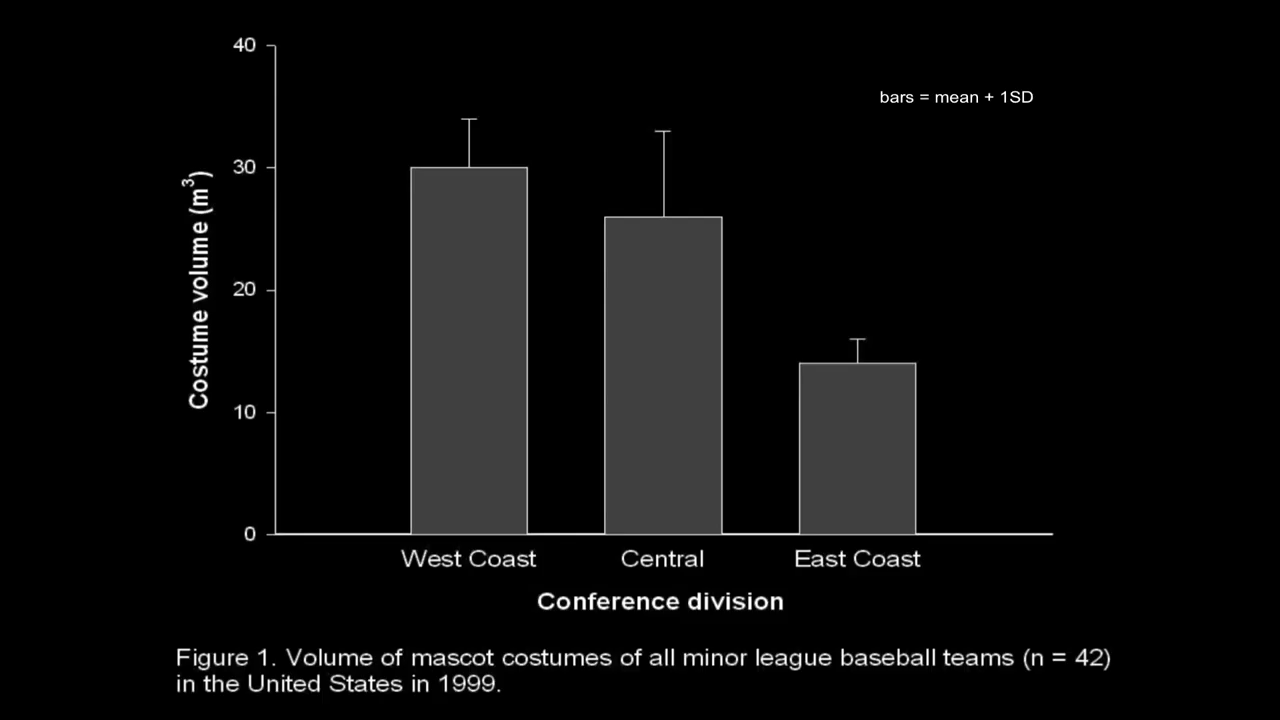 40
bars = mean + 1SD
30
20
10
0
Costume volume (m³)
West Coast Central East Coast
Conference division
Figure 1. Volume of mascot costumes of all minor league baseball teams (n = 42)
in the United States in 1999.